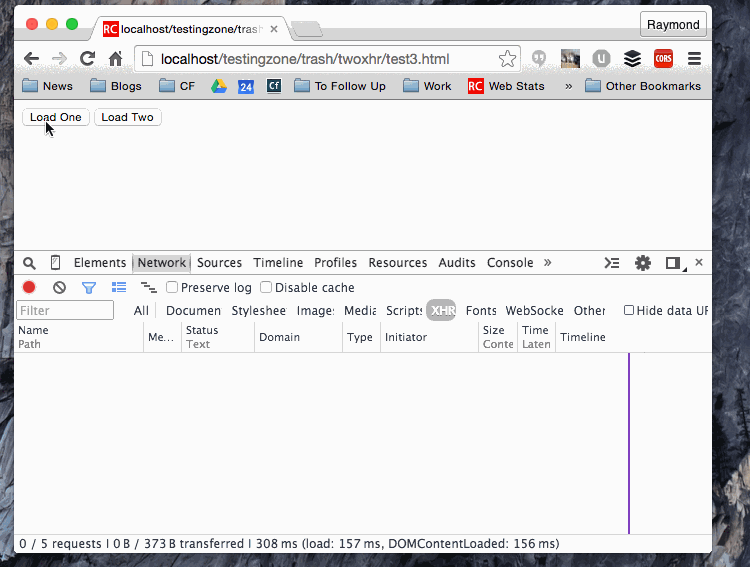 RC localhost/testingzone/trash
Raymond
localhost/testingzone/trash/twoxhr/test3.html
u
CORS
News Blogs CF 24 Cf To Follow Up Work RC Web Stats » Other Bookmarks
Load One Load Two
Elements Network Sources Timeline Profiles Resources Audits Console »
Preserve log Disable cache
Filter All Documen Styleshee Image Media Scripts XHR Fonts WebSocke Other Hide data UR
Name Me... Status Domain Type Initiator Size Time Timeline
Path Text Conte Laten
0 / 5 requests | 0 B / 373 B transferred | 308 ms (load: 157 ms, DOMContentLoaded: 156 ms)